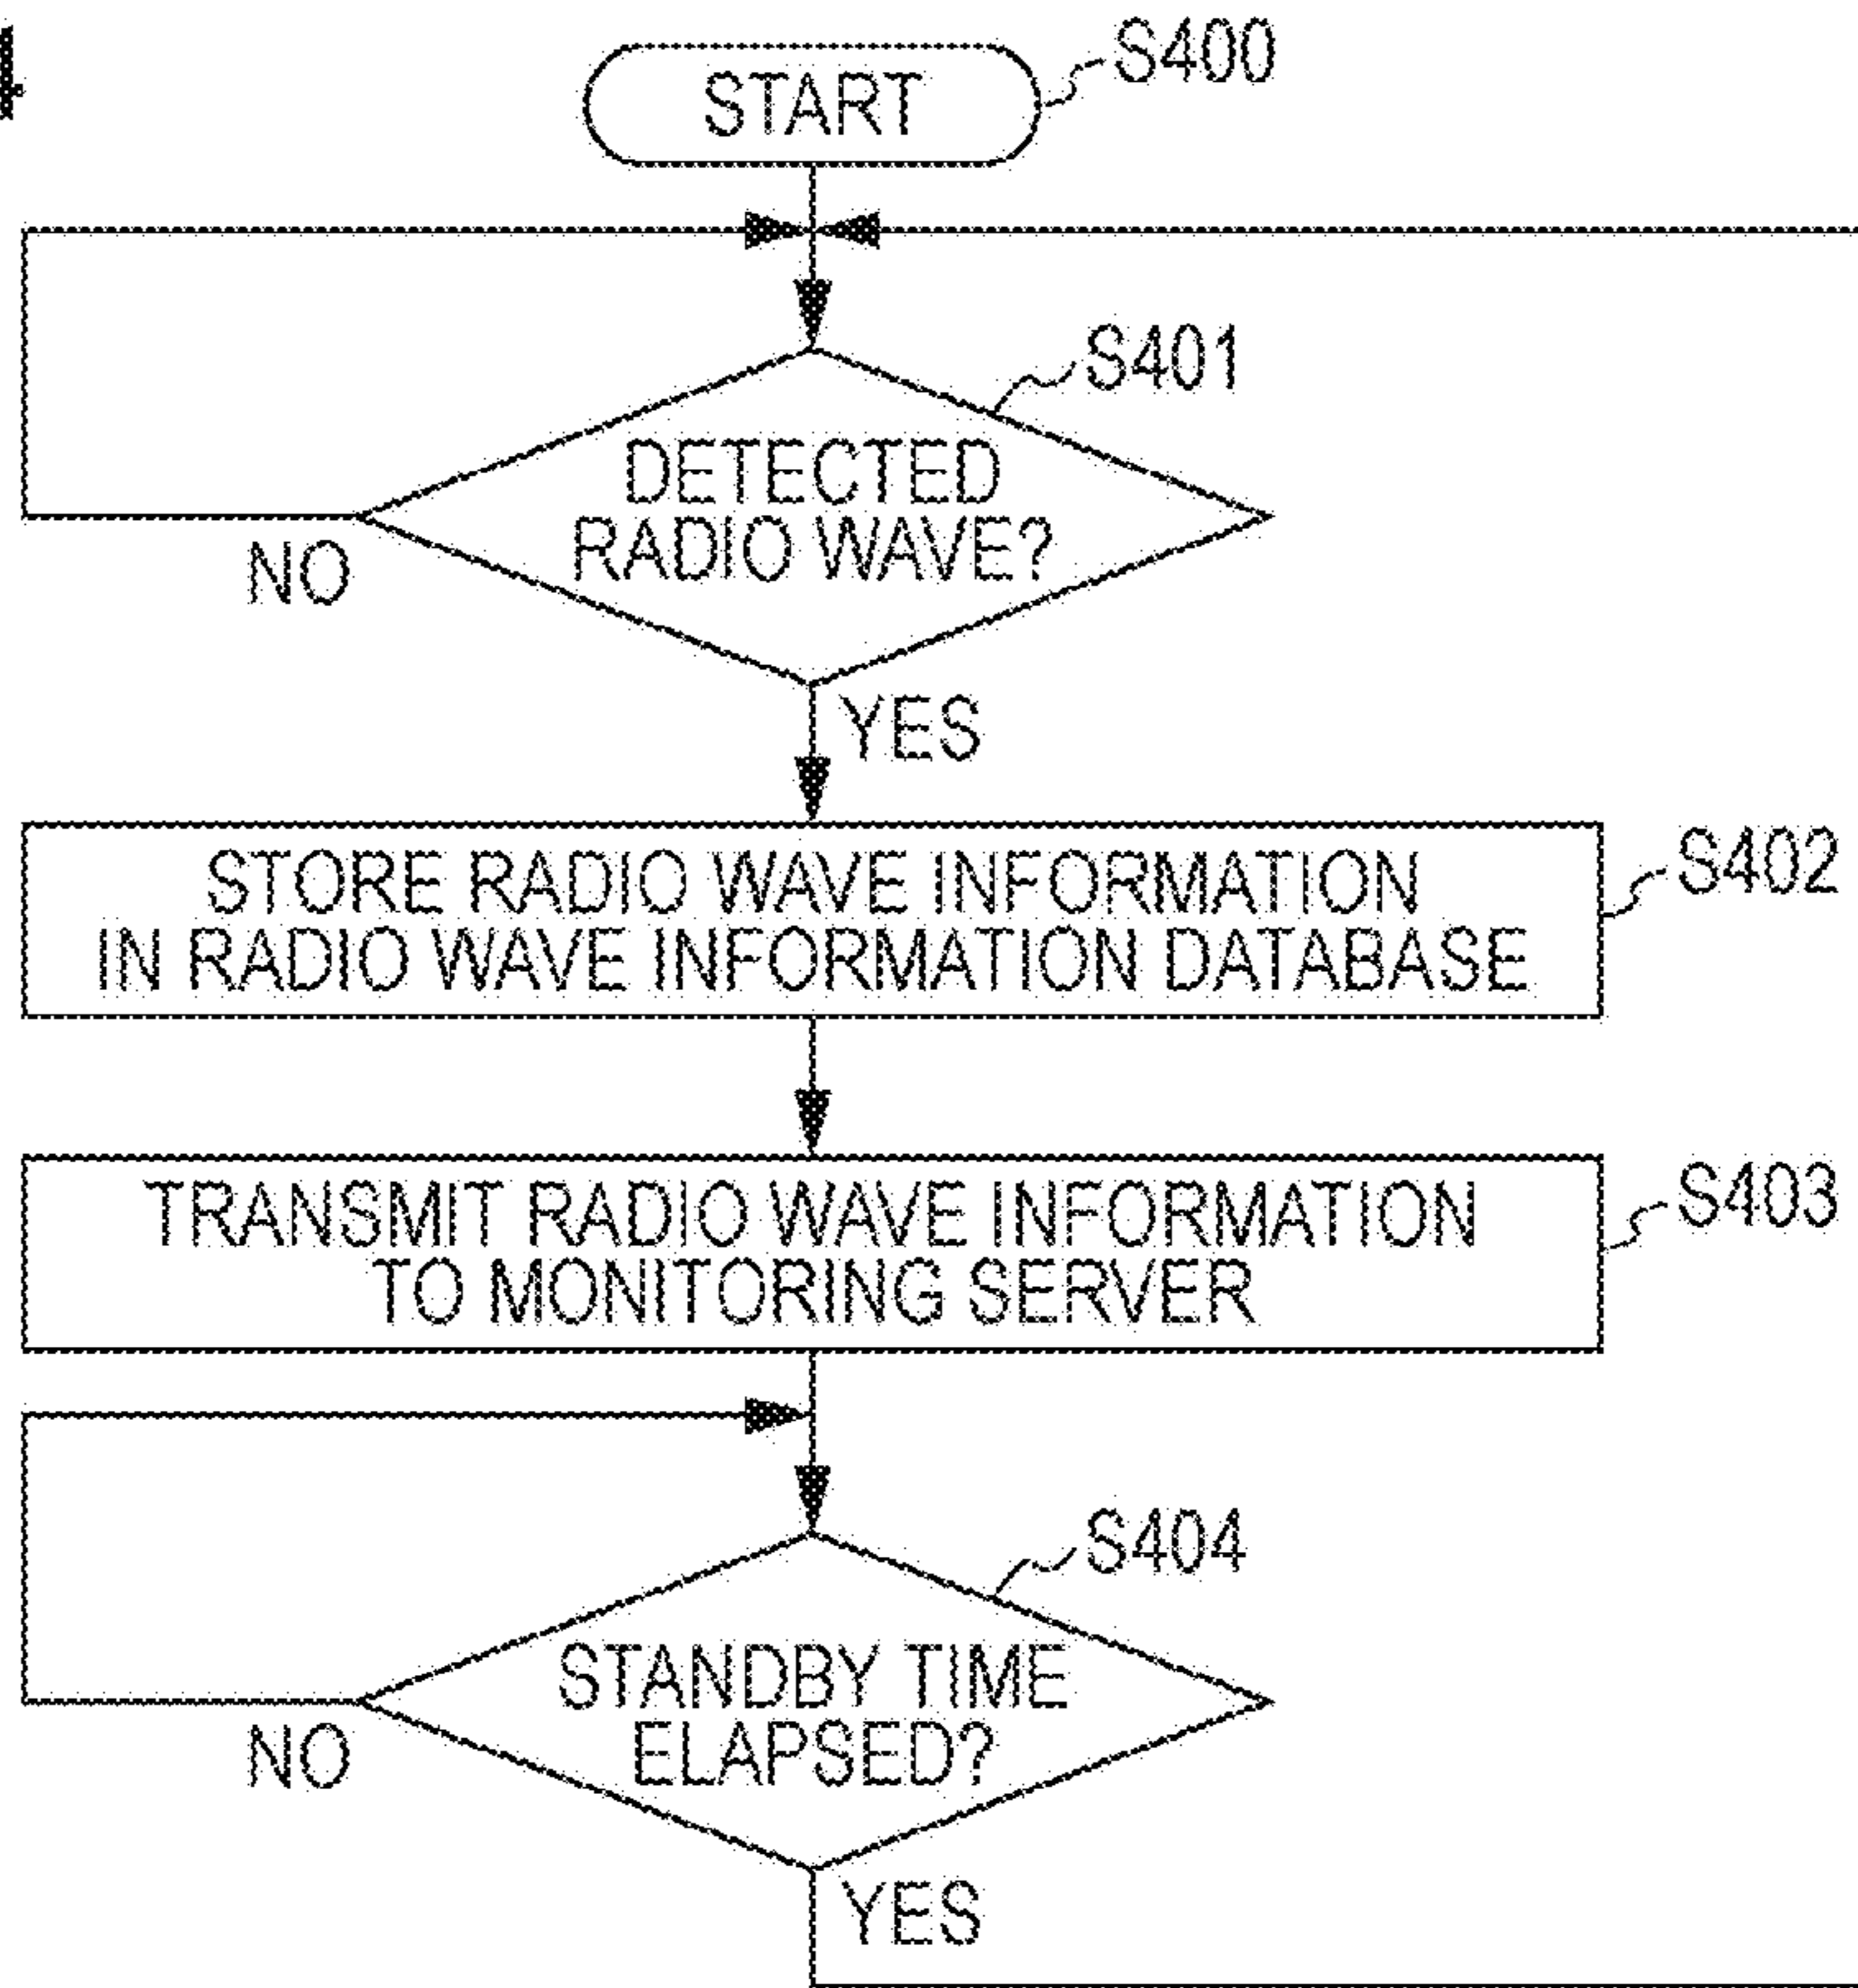 START
S400
S401
DETECTED
RADIO WAVE?
NO
YES
STORE RADIO WAVE INFORMATION
IN RADIO WAVE INFORMATION DATABASE
S402
TRANSMIT RADIO WAVE INFORMATION
TO MONITORING SERVER
S403
S404
STANDBY TIME
ELAPSED?
NO
YES